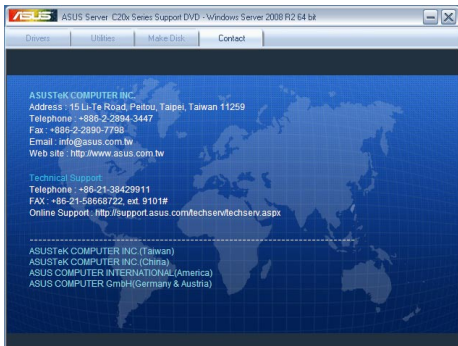 ASUS ASUS Server C20x Series Support DVD - Windows Server 2008 R2 64 bit
Drivers Utilities Make Disk Contact
ASUSTeK COMPUTER INC.
Address : 15 Li-Te Road, Peitou, Taipei, Taiwan 11259
Telephone : +886-2-2894-3447
Fax : +886-2-2890-7798
Email : info@asus.com.tw
Web site : http://www.asus.com.tw
Technical Support:
Telephone : +86-21-38429911
FAX : +86-21-58668722, ext. 9101#
Online Support : http://support.asus.com/techserv/techserv.aspx
ASUSTeK COMPUTER INC.(Taiwan)
ASUSTeK COMPUTER INC.(China)
ASUS COMPUTER INTERNATIONAL(America)
ASUS COMPUTER GmbH(Germany & Austria)